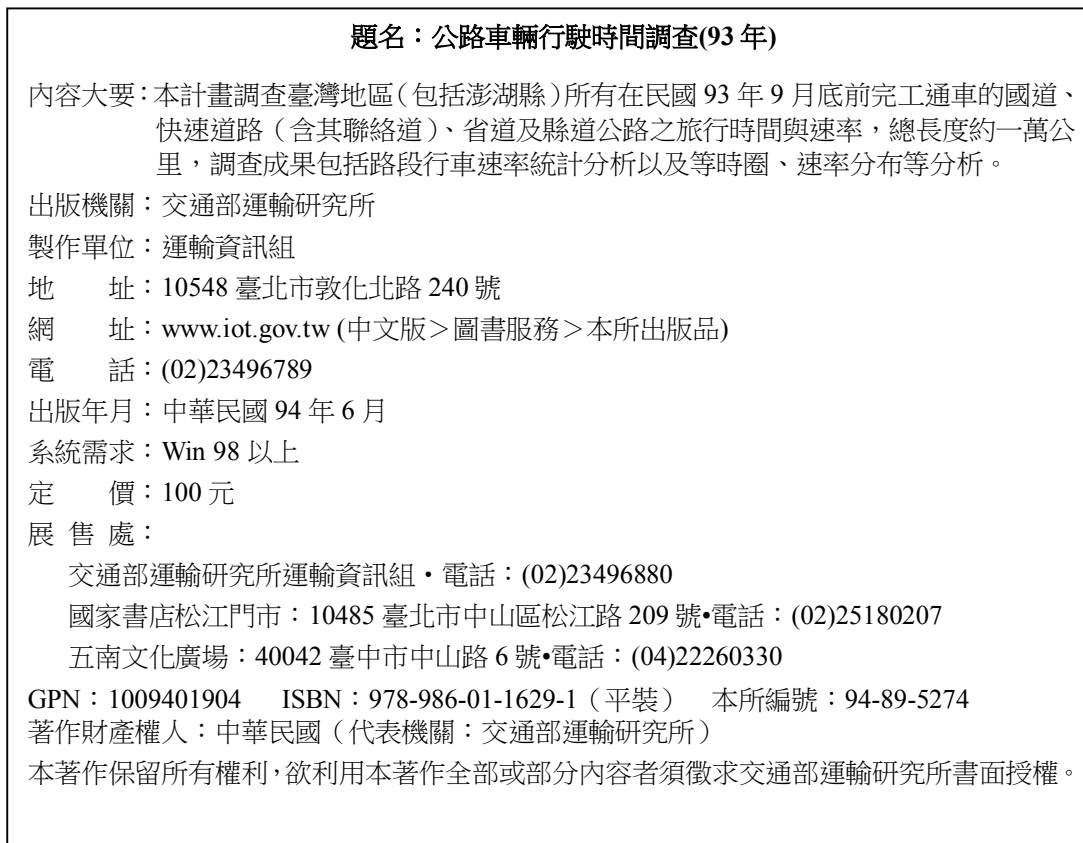 題名：公路車輛行駛時間調查(93 年)
內容大要：本計畫調查臺灣地區（包括澎湖縣）所有在民國 93 年 9 月底前完工通車的國道、
快速道路（含其聯絡道）、省道及縣道公路之旅行時間與速率，總長度約一萬公
里，調查成果包括路段行車速率統計分析以及等時圈、速率分布等分析。
出版機關：交通部運輸研究所
製作單位：運輸資訊組
地　　址：10548 臺北市敦化北路 240 號
網　　址：www.iot.gov.tw (中文版＞圖書服務＞本所出版品)
電　　話：(02)23496789
出版年月：中華民國 94 年 6 月
系統需求：Win 98 以上
定　　價：100 元
展 售 處：
交通部運輸研究所運輸資訊組・電話：(02)23496880
國家書店松江門市：10485 臺北市中山區松江路 209 號•電話：(02)25180207
五南文化廣場：40042 臺中市中山路 6 號•電話：(04)22260330
GPN：1009401904　ISBN：978-986-01-1629-1（平裝）　本所編號：94-89-5274
著作財產權人：中華民國（代表機關：交通部運輸研究所）
本著作保留所有權利，欲利用本著作全部或部分內容者須徵求交通部運輸研究所書面授權。